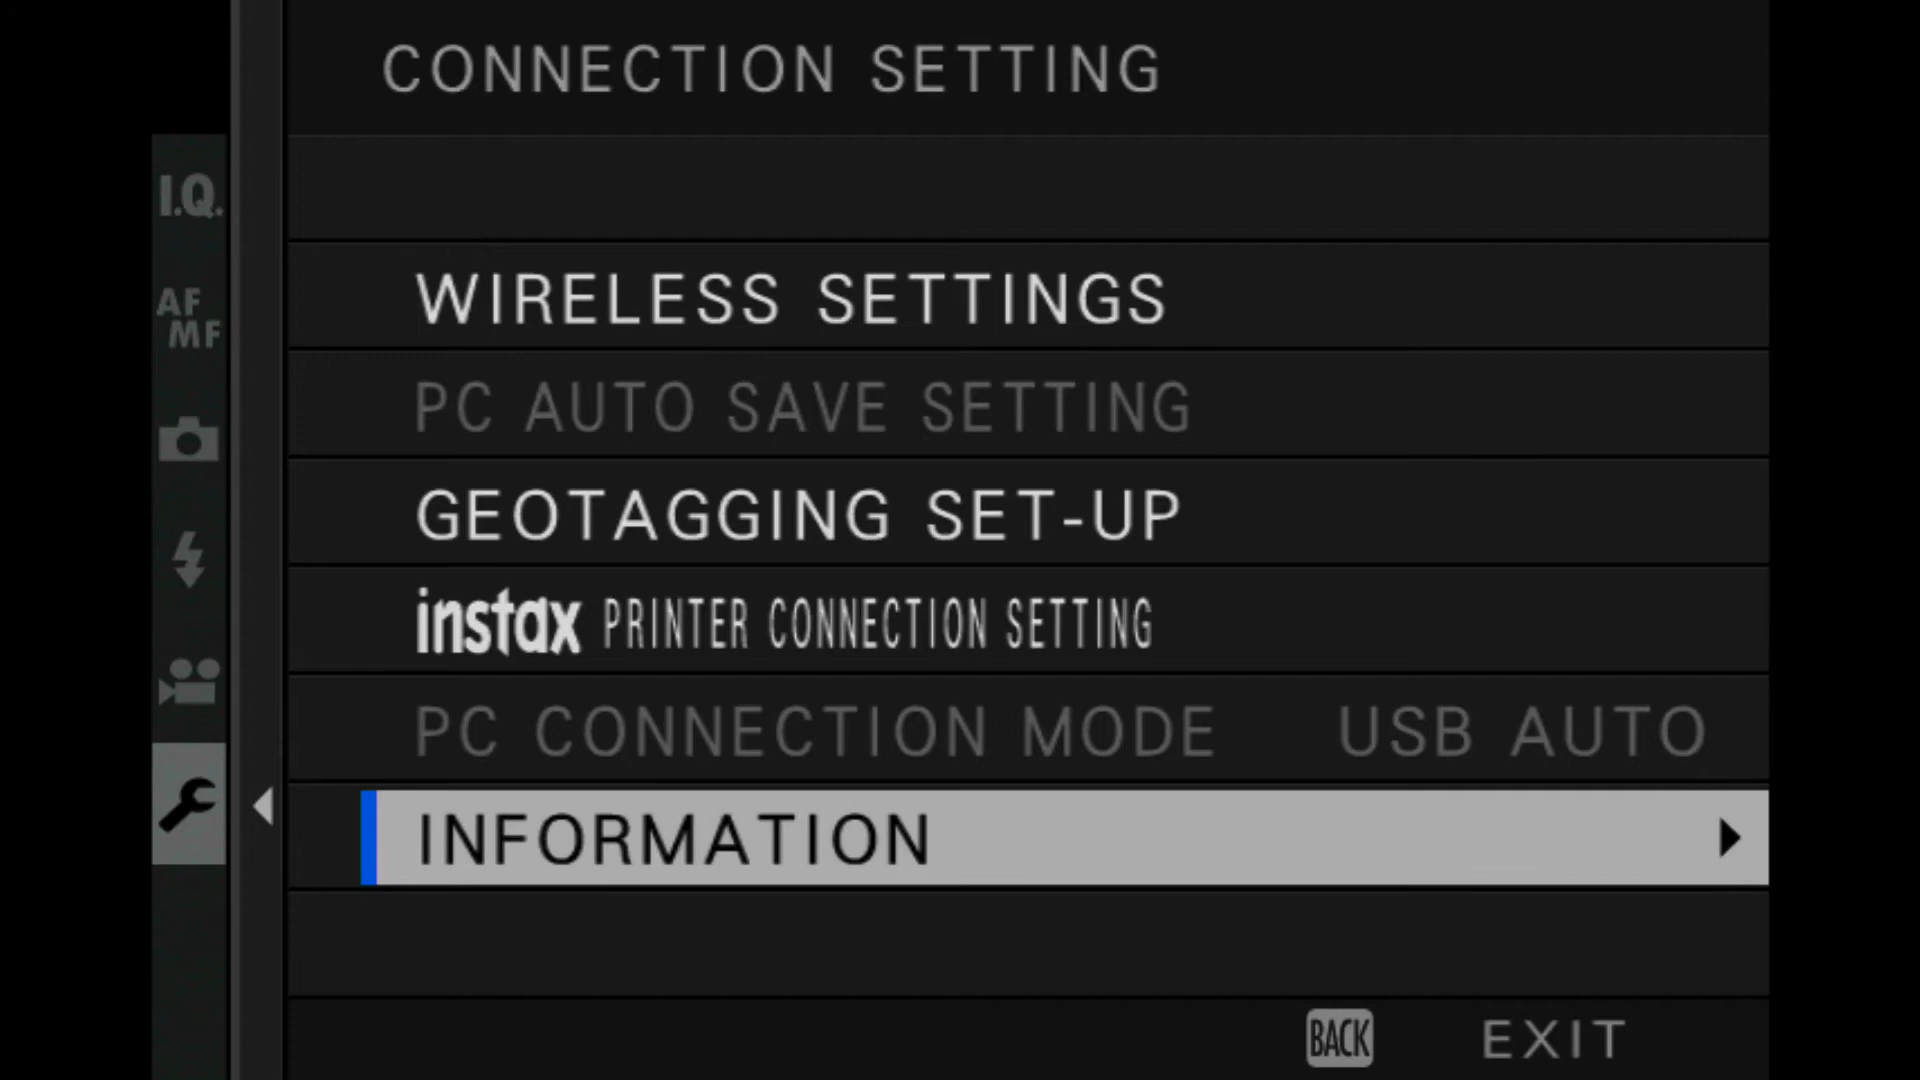 CONNECTION SETTING
I.Q.
AF
MF
WIRELESS SETTINGS
PC AUTO SAVE SETTING
GEOTAGGING SET-UP
instax PRINTER CONNECTION SETTING
PC CONNECTION MODE USB AUTO
INFORMATION
BACK EXIT